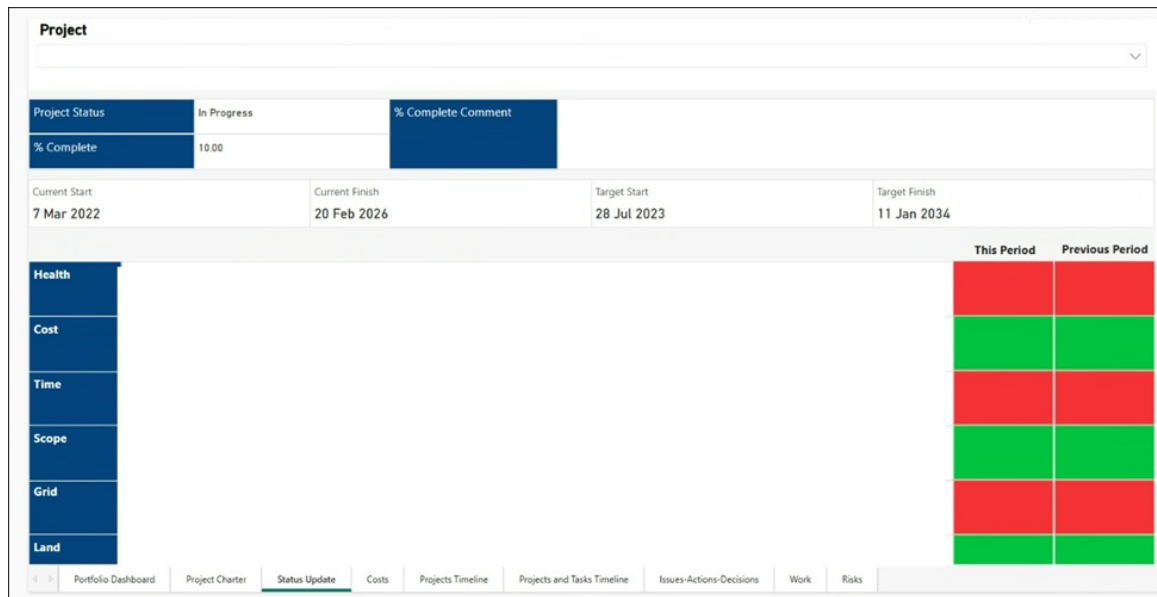 Project
Project Status In Progress % Complete Comment
% Complete 10.00
Current Start Current Finish Target Start Target Finish
7 Mar 2022 20 Feb 2026 28 Jul 2023 11 Jan 2034
This Period Previous Period
Health
Cost
Time
Scope
Grid
Land
Portfolio Dashboard Project Charter Status Update Costs Projects Timeline Projects and Tasks Timeline Issues-Actions-Decisions Work Risks